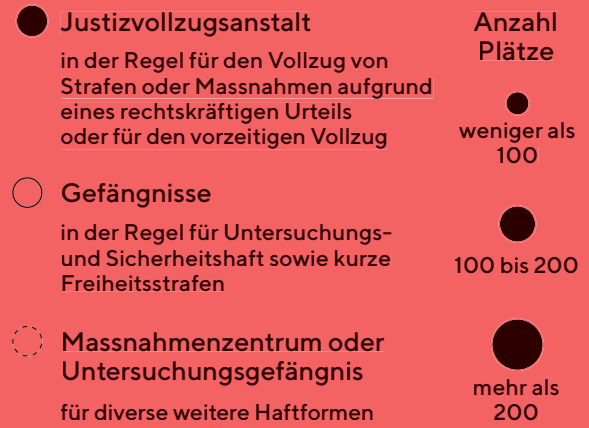 Justizvollzugsanstalt
in der Regel für den Vollzug von
Strafen oder Massnahmen aufgrund
eines rechtskräftigen Urteils
oder für den vorzeitigen Vollzug
Gefängnisse
in der Regel für Untersuchungs-
und Sicherheitshaft sowie kurze
Freiheitsstrafen
Massnahmenzentrum oder
Untersuchungsgefängnis
für diverse weitere Haftformen
Anzahl
Plätze
weniger als
100
100 bis 200
mehr als
200